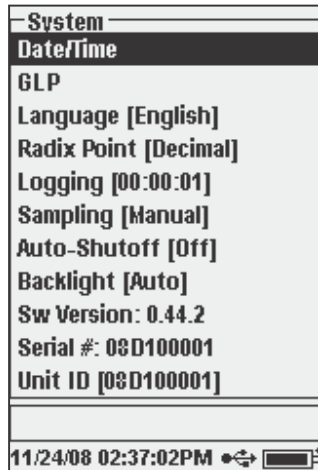 System
Date/Time
GLP
Language [English]
Radix Point [Decimal]
Logging [00:00:01]
Sampling [Manual]
Auto-Shutoff [Off]
Backlight [Auto]
Sw Version: 0.44.2
Serial #: 08D100001
Unit ID [08D100001]
11/24/08 02:37:02PM